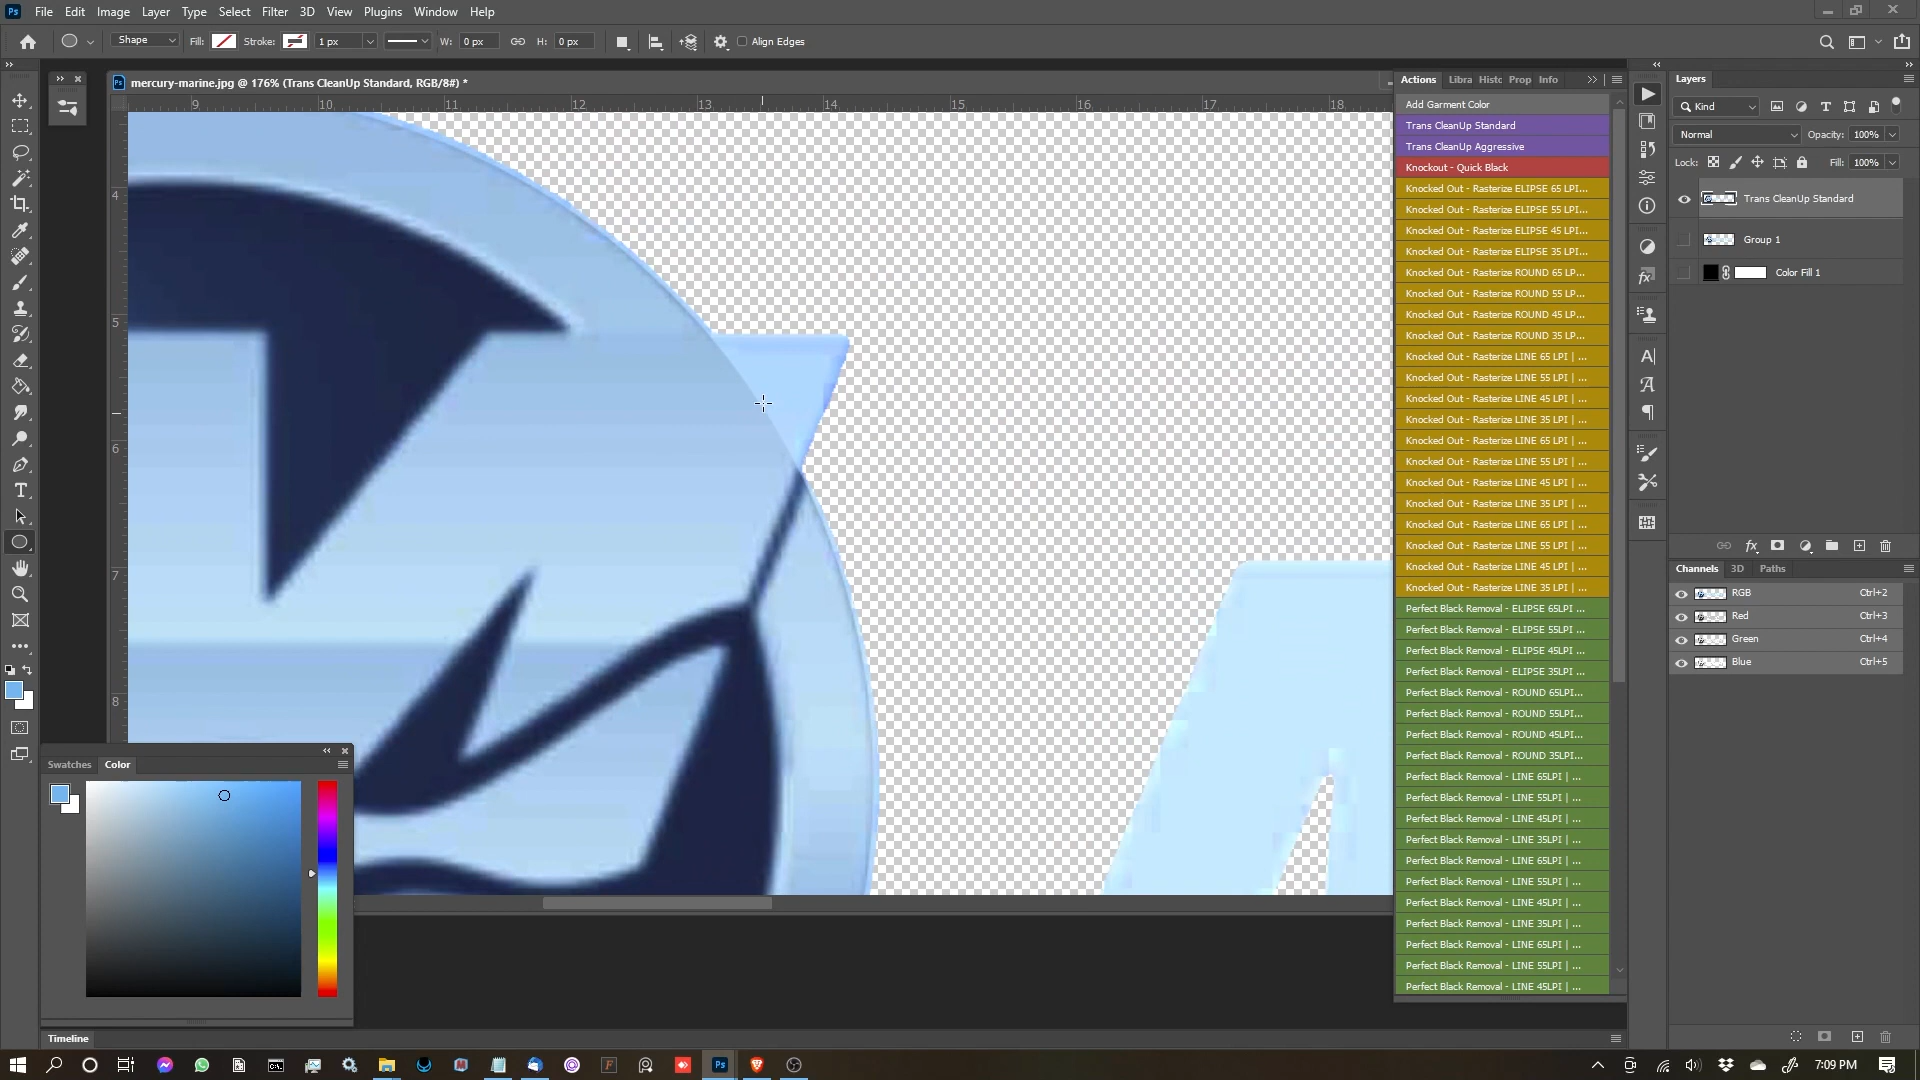 File Edit Image Layer Type Select Filter 3D View Plugins Window Help
Shape Fill: Stroke: 1 px W: 0 px H: 0 px Align Edges
mercury-marine.jpg @ 176% (Trans CleanUp Standard, RGB/8#) *
9 10 11 12 13 14 15 16 17 18
4
5
6
7
8
Actions Libra Histc Prop Info
Add Garment Color
Trans CleanUp Standard
Trans CleanUp Aggressive
Knockout - Quick Black
Knocked Out - Rasterize ELIPSE 65 LPI...
Knocked Out - Rasterize ELIPSE 55 LPI...
Knocked Out - Rasterize ELIPSE 45 LPI...
Knocked Out - Rasterize ELIPSE 35 LPI...
Knocked Out - Rasterize ROUND 65 LP...
Knocked Out - Rasterize ROUND 55 LP...
Knocked Out - Rasterize ROUND 45 LP...
Knocked Out - Rasterize ROUND 35 LP...
Knocked Out - Rasterize LINE 65 LPI | ...
Knocked Out - Rasterize LINE 55 LPI | ...
Knocked Out - Rasterize LINE 45 LPI | ...
Knocked Out - Rasterize LINE 35 LPI | ...
Knocked Out - Rasterize LINE 65 LPI | ...
Knocked Out - Rasterize LINE 55 LPI | ...
Knocked Out - Rasterize LINE 45 LPI | ...
Knocked Out - Rasterize LINE 35 LPI | ...
Knocked Out - Rasterize LINE 65 LPI | ...
Knocked Out - Rasterize LINE 55 LPI | ...
Knocked Out - Rasterize LINE 45 LPI | ...
Knocked Out - Rasterize LINE 35 LPI | ...
Perfect Black Removal - ELIPSE 65LPI ...
Perfect Black Removal - ELIPSE 55LPI ...
Perfect Black Removal - ELIPSE 45LPI ...
Perfect Black Removal - ELIPSE 35LPI ...
Perfect Black Removal - ROUND 65LPI...
Perfect Black Removal - ROUND 55LPI...
Perfect Black Removal - ROUND 45LPI...
Perfect Black Removal - ROUND 35LPI...
Perfect Black Removal - LINE 65LPI | ...
Perfect Black Removal - LINE 55LPI | ...
Perfect Black Removal - LINE 45LPI | ...
Perfect Black Removal - LINE 35LPI | ...
Perfect Black Removal - LINE 65LPI | ...
Perfect Black Removal - LINE 55LPI | ...
Perfect Black Removal - LINE 45LPI | ...
Perfect Black Removal - LINE 35LPI | ...
Perfect Black Removal - LINE 65LPI | ...
Perfect Black Removal - LINE 55LPI | ...
Perfect Black Removal - LINE 45LPI | ...
Layers
Kind
Normal Opacity: 100%
Lock: Fill: 100%
Trans CleanUp Standard
Group 1
Color Fill 1
Channels 3D Paths
RGB Ctrl+2
Red Ctrl+3
Green Ctrl+4
Blue Ctrl+5
Swatches Color
Timeline
7:09 PM